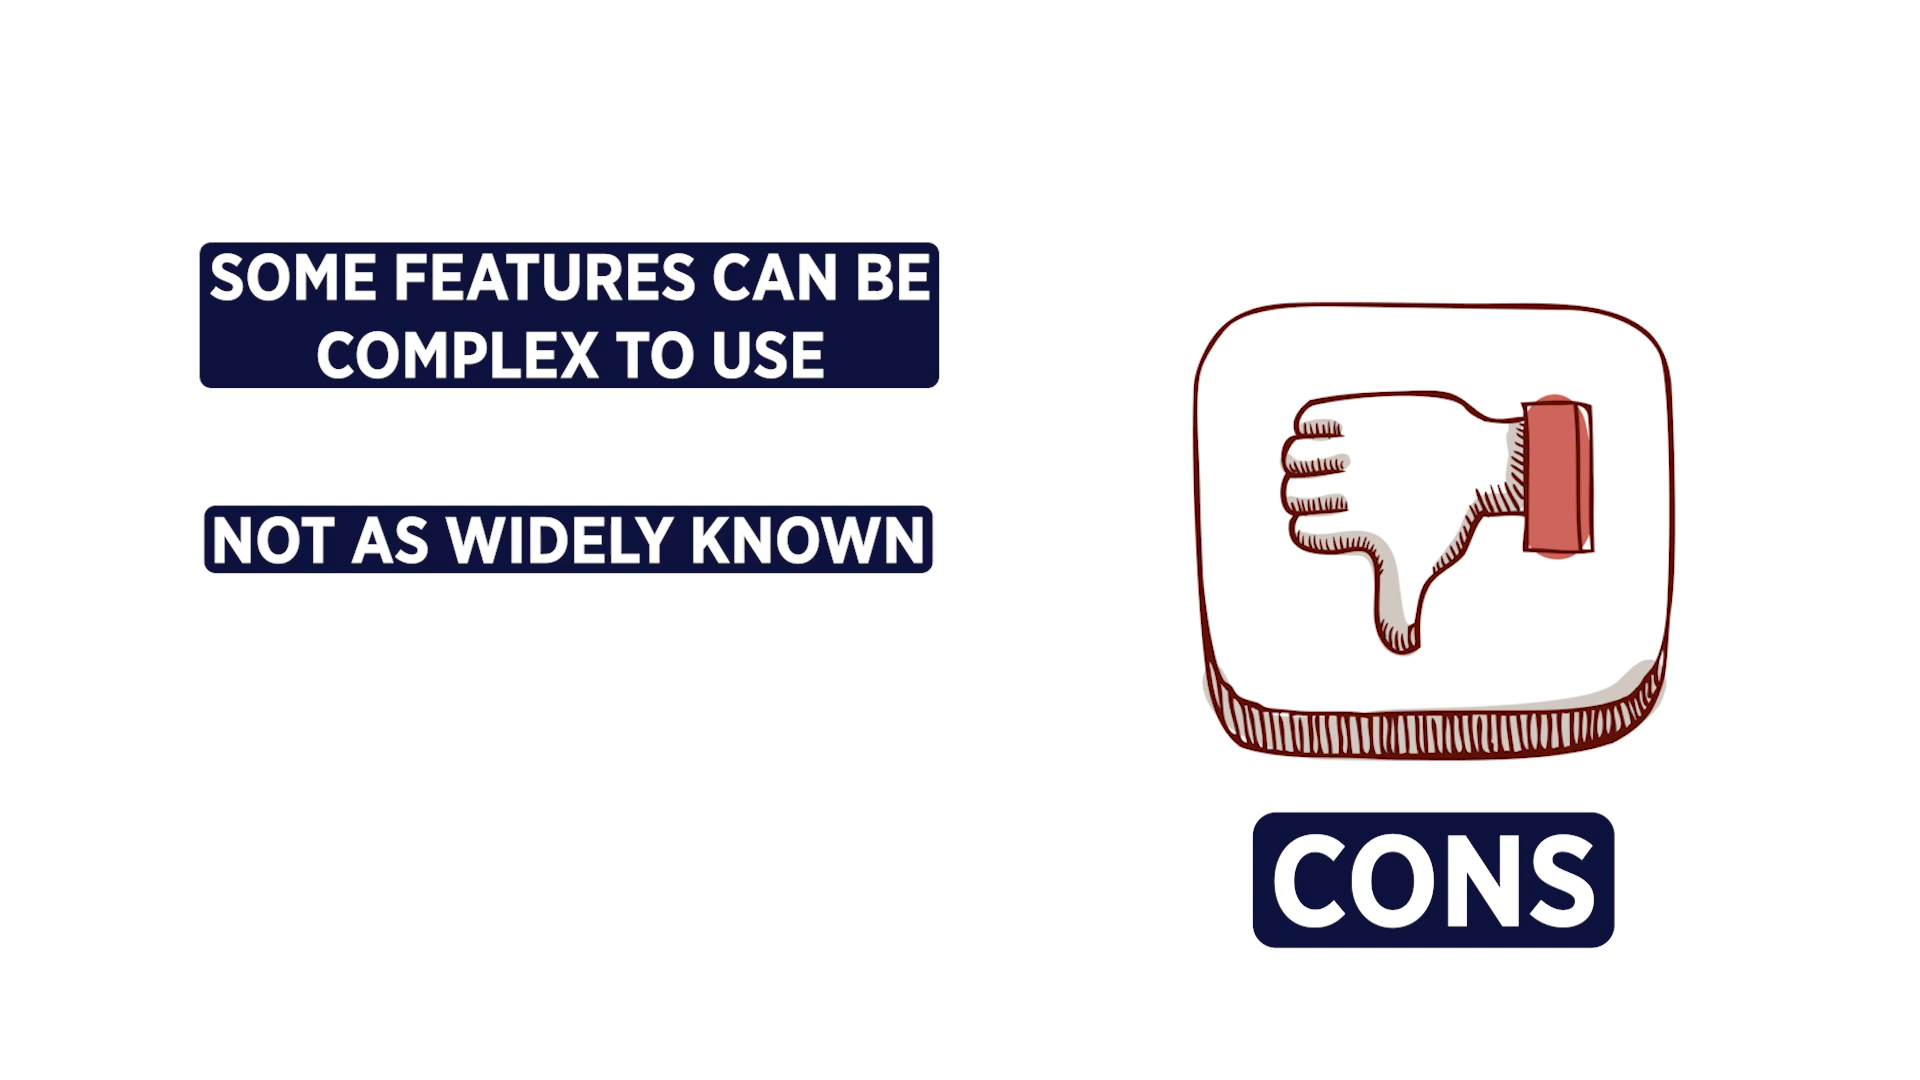 SOME FEATURES CAN BE
COMPLEX TO USE
NOT AS WIDELY KNOWN
CONS